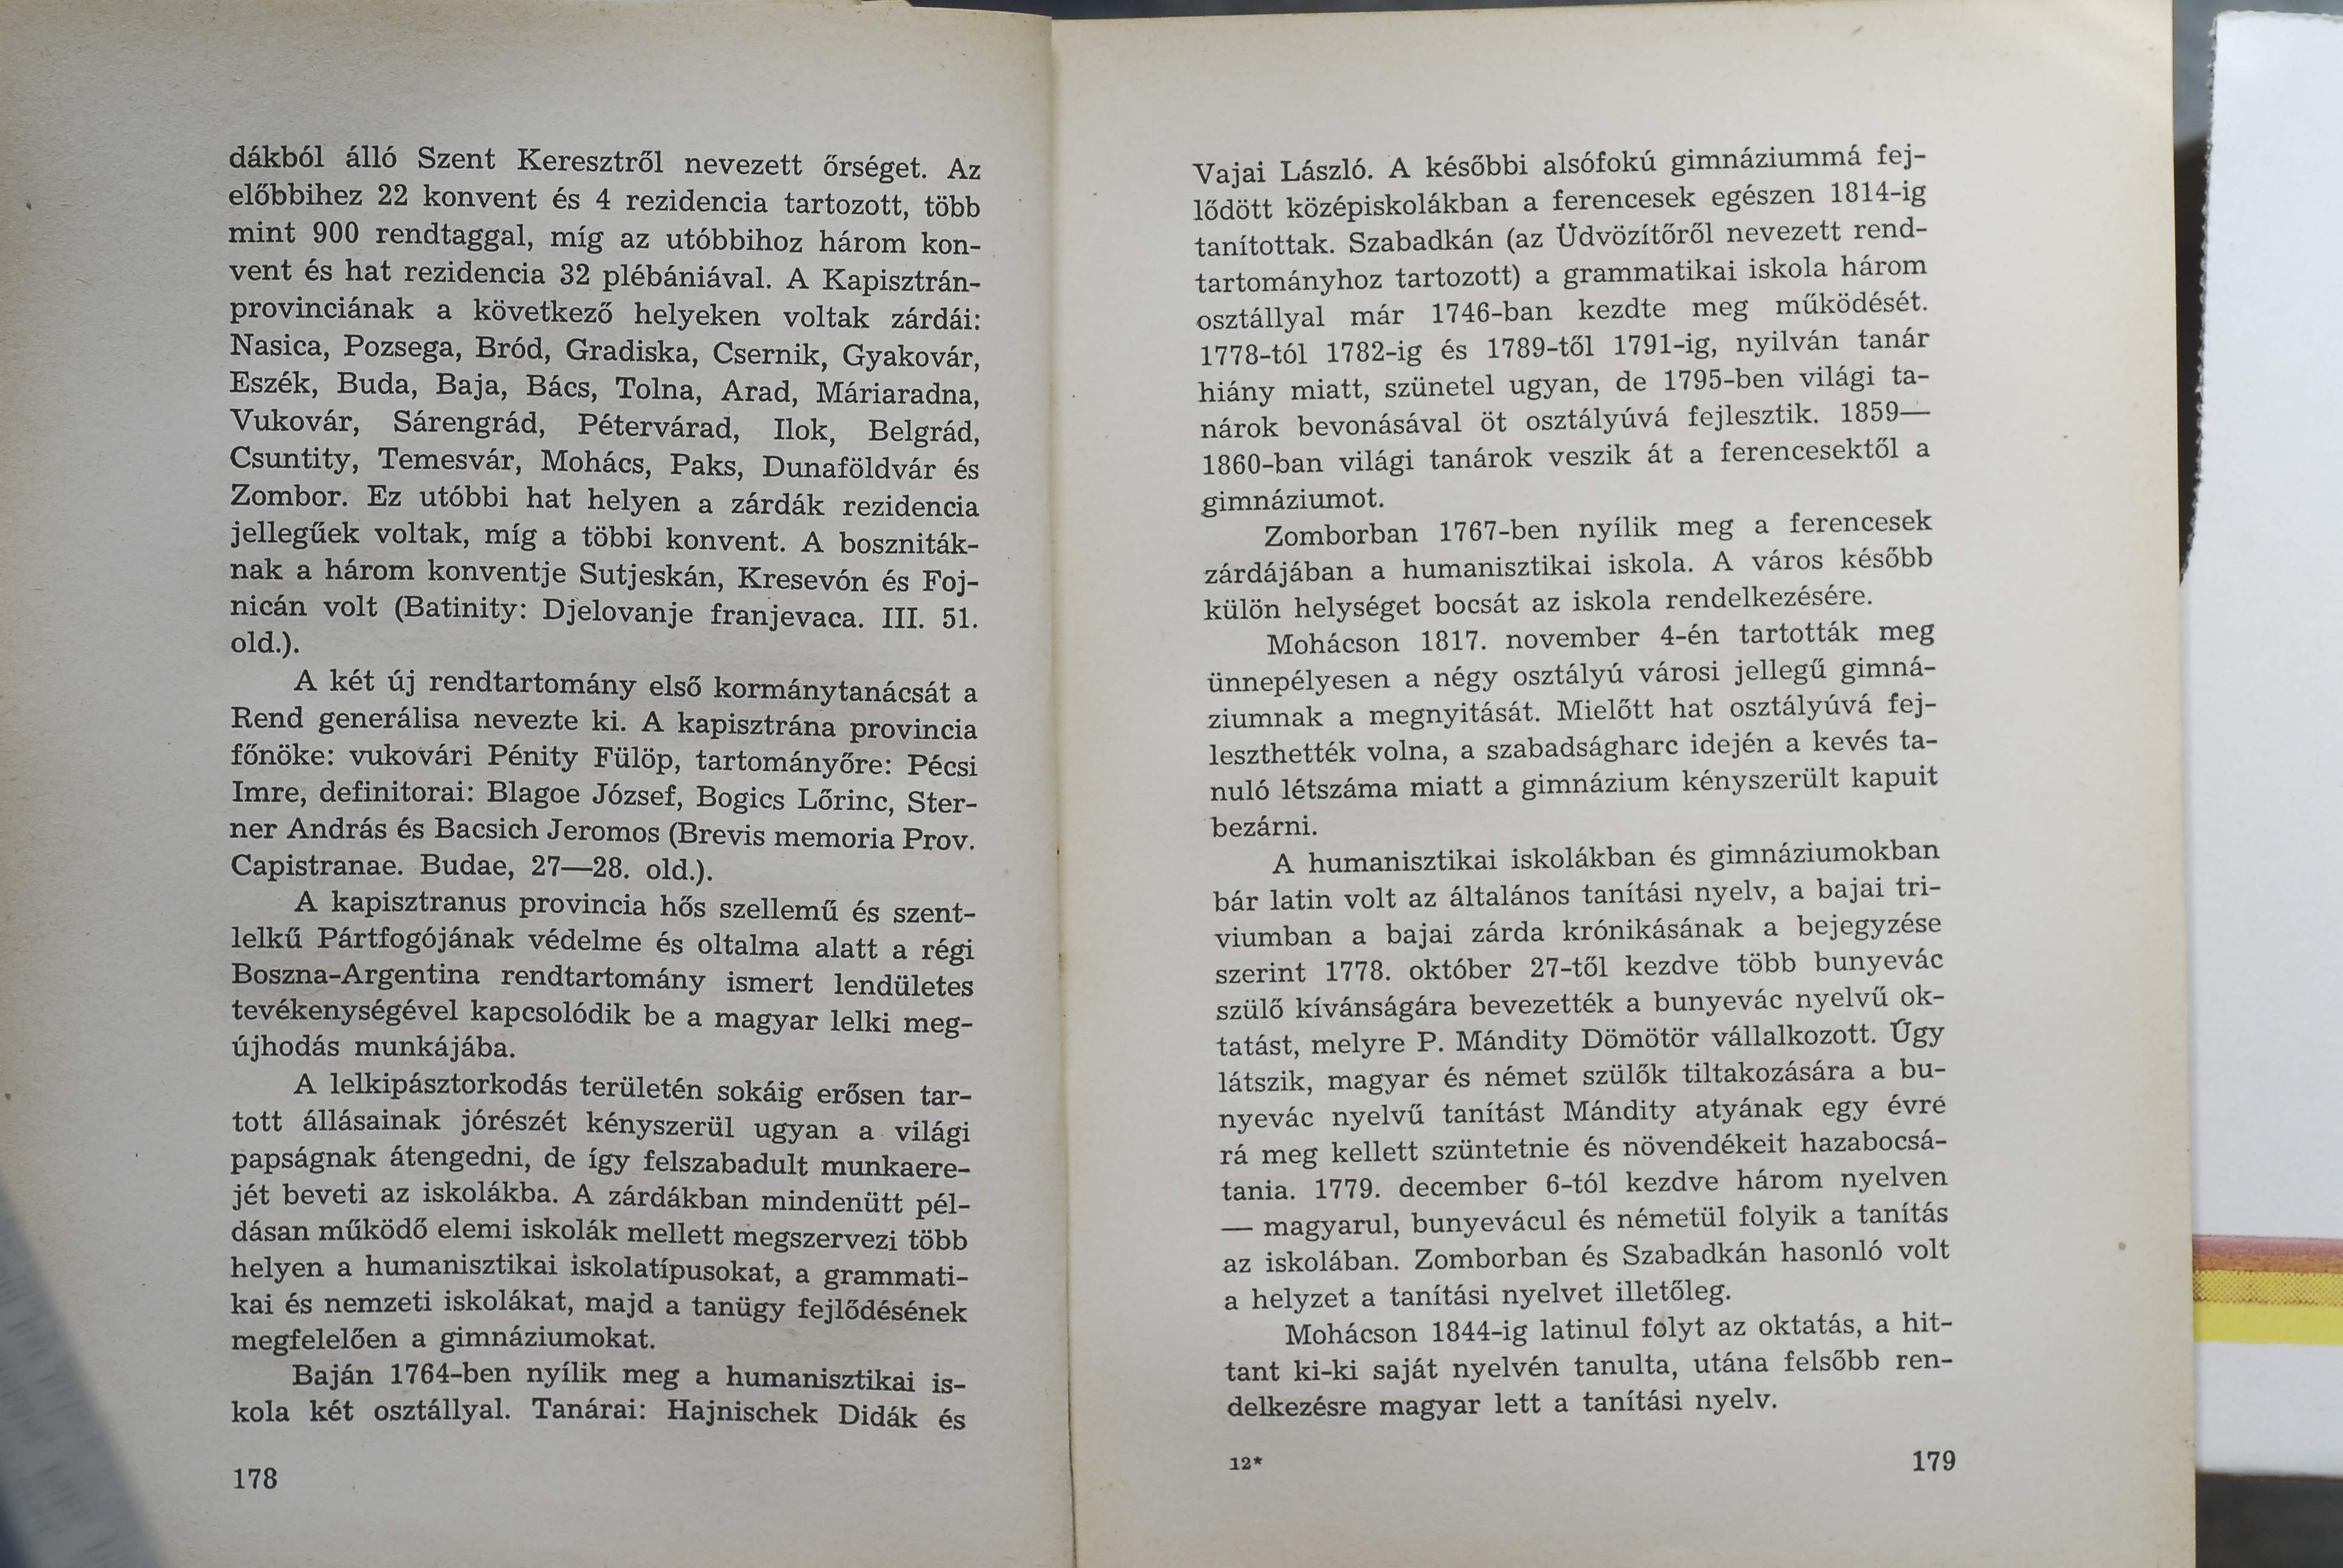 dákból álló Szent Keresztről nevezett őrséget. Az
előbbihez 22 konvent és 4 rezidencia tartozott, több
mint 900 rendtaggal, míg az utóbbihoz három kon-
vent és hat rezidencia 32 plébániával. A Kapisztrán-
provinciának a következő helyeken voltak zárdái:
Nasica, Pozsega, Bród, Gradiska, Csernik, Gyakovár,
Eszék, Buda, Baja, Bács, Tolna, Arad, Máriaradna,
Vukovár, Sárengrád, Pétervárad, Ilok, Belgrád,
Csuntity, Temesvár, Mohács, Paks, Dunaföldvár és
Zombor. Ez utóbbi hat helyen a zárdák rezidencia
jellegűek voltak, míg a többi konvent. A boszniták-
nak a három konventje Sutjeskán, Kresevón és Foj-
nicán volt (Batinity: Djelovanje franjevaca. III. 51.
old.).
A két új rendtartomány első kormánytanácsát a
Rend generálisa nevezte ki. A kapisztrána provincia
főnöke: vukovári Pénity Fülöp, tartományőre: Pécsi
Imre, definitorai: Blagoe József, Bogics Lőrinc, Ster-
ner András és Bacsich Jeromos (Brevis memoria Prov.
Capistranae. Budae, 27—28. old.).
A kapisztranus provincia hős szellemű és szent-
lelkű Pártfogójának védelme és oltalma alatt a régi
Boszna-Argentina rendtartomány ismert lendületes
tevékenységével kapcsolódik be a magyar lelki meg-
újhodás munkájába.
A lelkipásztorkodás területén sokáig erősen tar-
tott állásainak jórészét kényszerül ugyan a világi
papságnak átengedni, de így felszabadult munkaere-
jét beveti az iskolákba. A zárdákban mindenütt pél-
dásan működő elemi iskolák mellett megszervezi több
helyen a humanisztikai iskolatípusokat, a grammati-
kai és nemzeti iskolákat, majd a tanügy fejlődésének
megfelelően a gimnáziumokat.
Baján 1764-ben nyílik meg a humanisztikai is-
kola két osztállyal. Tanárai: Hajnischek Didák és
178
Vajai László. A későbbi alsófokú gimnáziummá fej-
lődött középiskolákban a ferencesek egészen 1814-ig
tanítottak. Szabadkán (az Üdvözítőről nevezett rend-
tartományhoz tartozott) a grammatikai iskola három
osztállyal már 1746-ban kezdte meg működését.
1778-tól 1782-ig és 1789-től 1791-ig, nyilván tanár
hiány miatt, szünetel ugyan, de 1795-ben világi ta-
nárok bevonásával öt osztályúvá fejlesztik. 1859—
1860-ban világi tanárok veszik át a ferencesektől a
gimnáziumot.
Zomborban 1767-ben nyílik meg a ferencesek
zárdájában a humanisztikai iskola. A város később
külön helységet bocsát az iskola rendelkezésére.
Mohácson 1817. november 4-én tartották meg
ünnepélyesen a négy osztályú városi jellegű gimná-
ziumnak a megnyitását. Mielőtt hat osztályúvá fej-
leszthették volna, a szabadságharc idején a kevés ta-
nuló létszáma miatt a gimnázium kényszerült kapuit
bezárni.
A humanisztikai iskolákban és gimnáziumokban
bár latin volt az általános tanítási nyelv, a bajai tri-
viumban a bajai zárda krónikásának a bejegyzése
szerint 1778. október 27-től kezdve több bunyevác
szülő kívánságára bevezették a bunyevác nyelvű ok-
tatást, melyre P. Mándity Dömötör vállalkozott. Úgy
látszik, magyar és német szülők tiltakozására a bu-
nyevác nyelvű tanítást Mándity atyának egy évre
rá meg kellett szüntetnie és növendékeit hazabocsá-
tania. 1779. december 6-tól kezdve három nyelven
— magyarul, bunyevácul és németül folyik a tanítás
az iskolában. Zomborban és Szabadkán hasonló volt
a helyzet a tanítási nyelvet illetőleg.
Mohácson 1844-ig latinul folyt az oktatás, a hit-
tant ki-ki saját nyelvén tanulta, utána felsőbb ren-
delkezésre magyar lett a tanítási nyelv.
12*
179